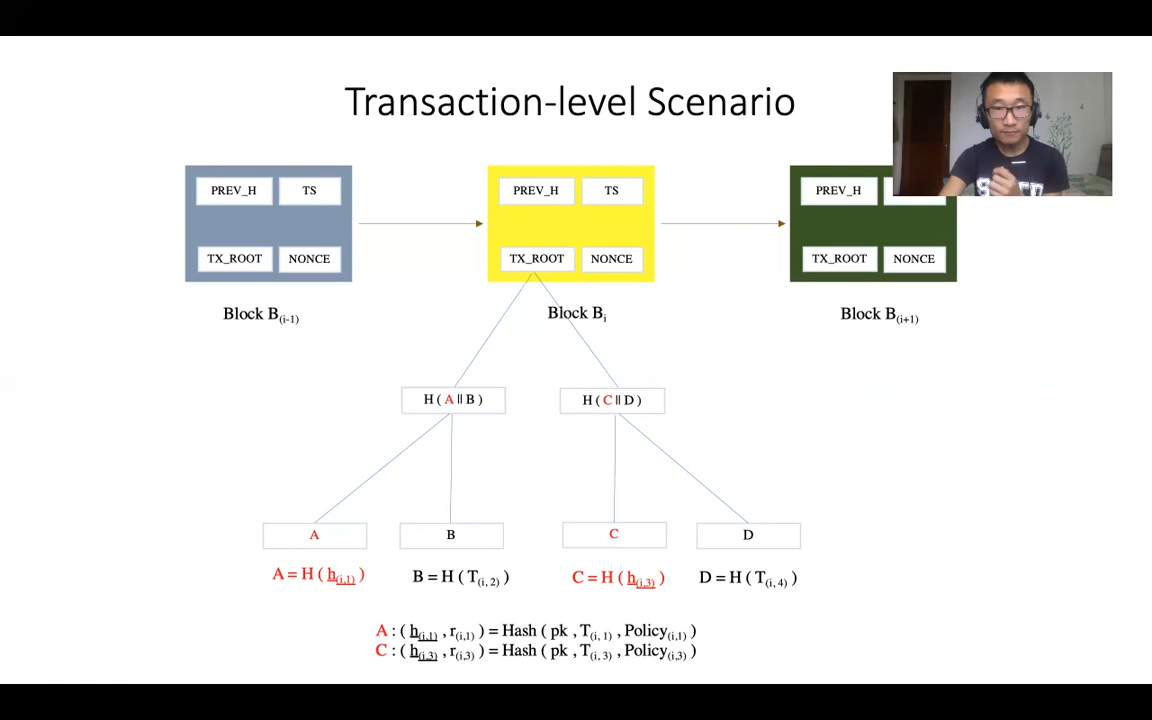 Transaction-level Scenario
PREV_H TS
TX_ROOT NONCE
Block B(i-1)
PREV_H TS
TX_ROOT NONCE
Block Bi
PREV_H
TX_ROOT NONCE
Block B(i+1)
H ( A || B )
H ( C || D )
A
B
C
D
A = H ( h(i,1) )
B = H ( T(i, 2) )
C = H ( h(i,3) )
D = H ( T(i, 4) )
A : ( h(i,1) , r(i,1) ) = Hash ( pk , T(i, 1) , Policy(i,1) )
C : ( h(i,3) , r(i,3) ) = Hash ( pk , T(i, 3) , Policy(i,3) )